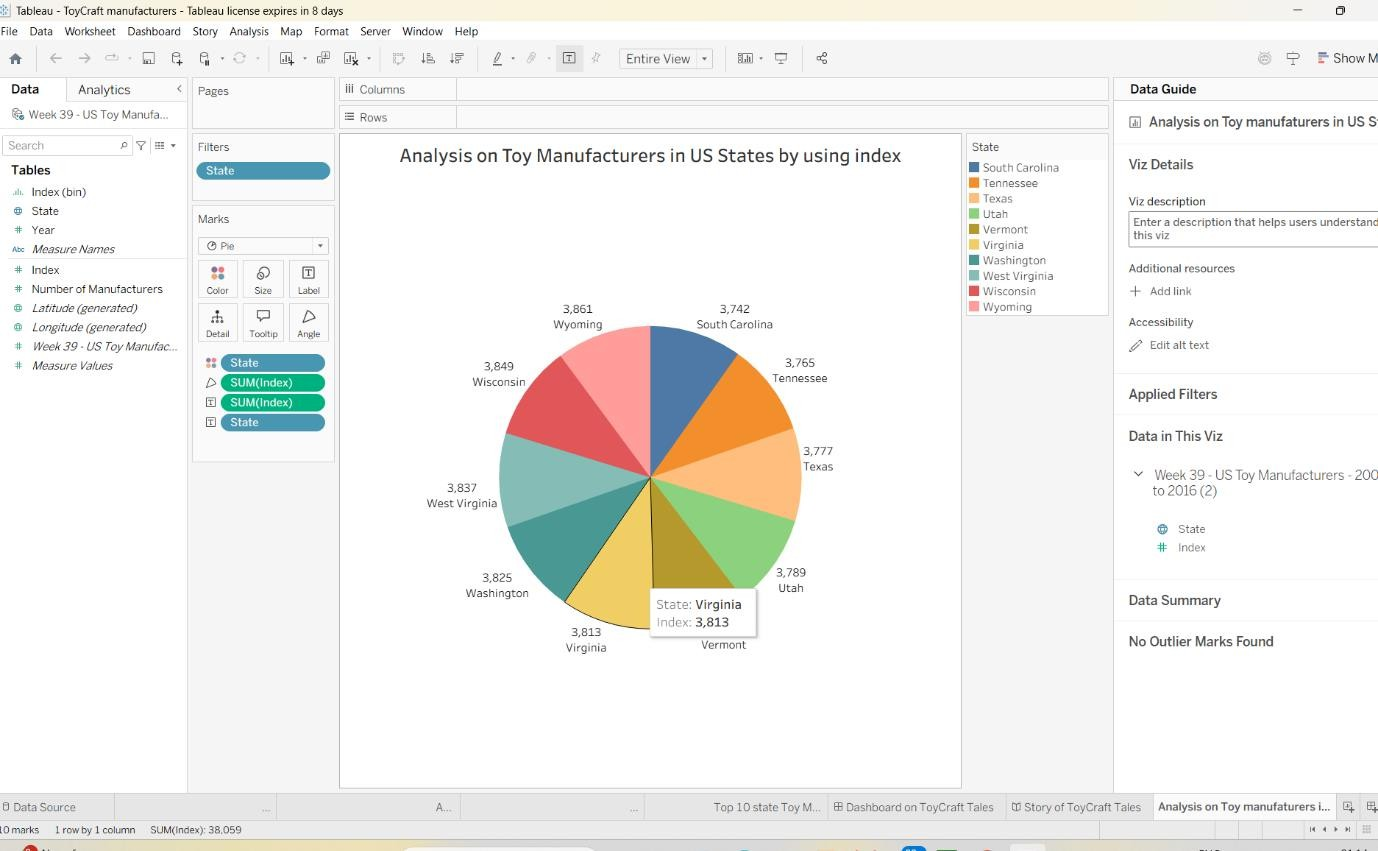 Tableau - ToyCraft manufacturers - Tableau license expires in 8 days
File Data Worksheet Dashboard Story Analysis Map Format Server Window Help
Entire View
Show M
Data Analytics
Week 39 - US Toy Manufa...
Search
Tables
Index (bin)
State
Year
Abc Measure Names
Index
Number of Manufacturers
Latitude (generated)
Longitude (generated)
Week 39 - US Toy Manufac...
Measure Values
Pages
Filters
State
Marks
Pie
Color Size Label
Detail Tooltip Angle
State
SUM(Index)
SUM(Index)
State
Columns
Rows
Analysis on Toy Manufacturers in US States by using index
3,861
Wyoming
3,742
South Carolina
3,849
Wisconsin
3,765
Tennessee
3,777
Texas
3,837
West Virginia
3,825
Washington
3,789
Utah
State: Virginia
Index: 3,813
3,813
Virginia
Vermont
State
South Carolina
Tennessee
Texas
Utah
Vermont
Virginia
Washington
West Virginia
Wisconsin
Wyoming
Data Guide
Analysis on Toy manufaturers in US S
Viz Details
Viz description
Enter a description that helps users understand
this viz
Additional resources
Add link
Accessibility
Edit alt text
Applied Filters
Data in This Viz
Week 39 - US Toy Manufacturers - 200
to 2016 (2)
State
Index
Data Summary
No Outlier Marks Found
Data Source ... A... ... Top 10 state Toy M... Dashboard on ToyCraft Tales Story of ToyCraft Tales Analysis on Toy manufaturers i...
10 marks 1 row by 1 column SUM(Index): 38,059